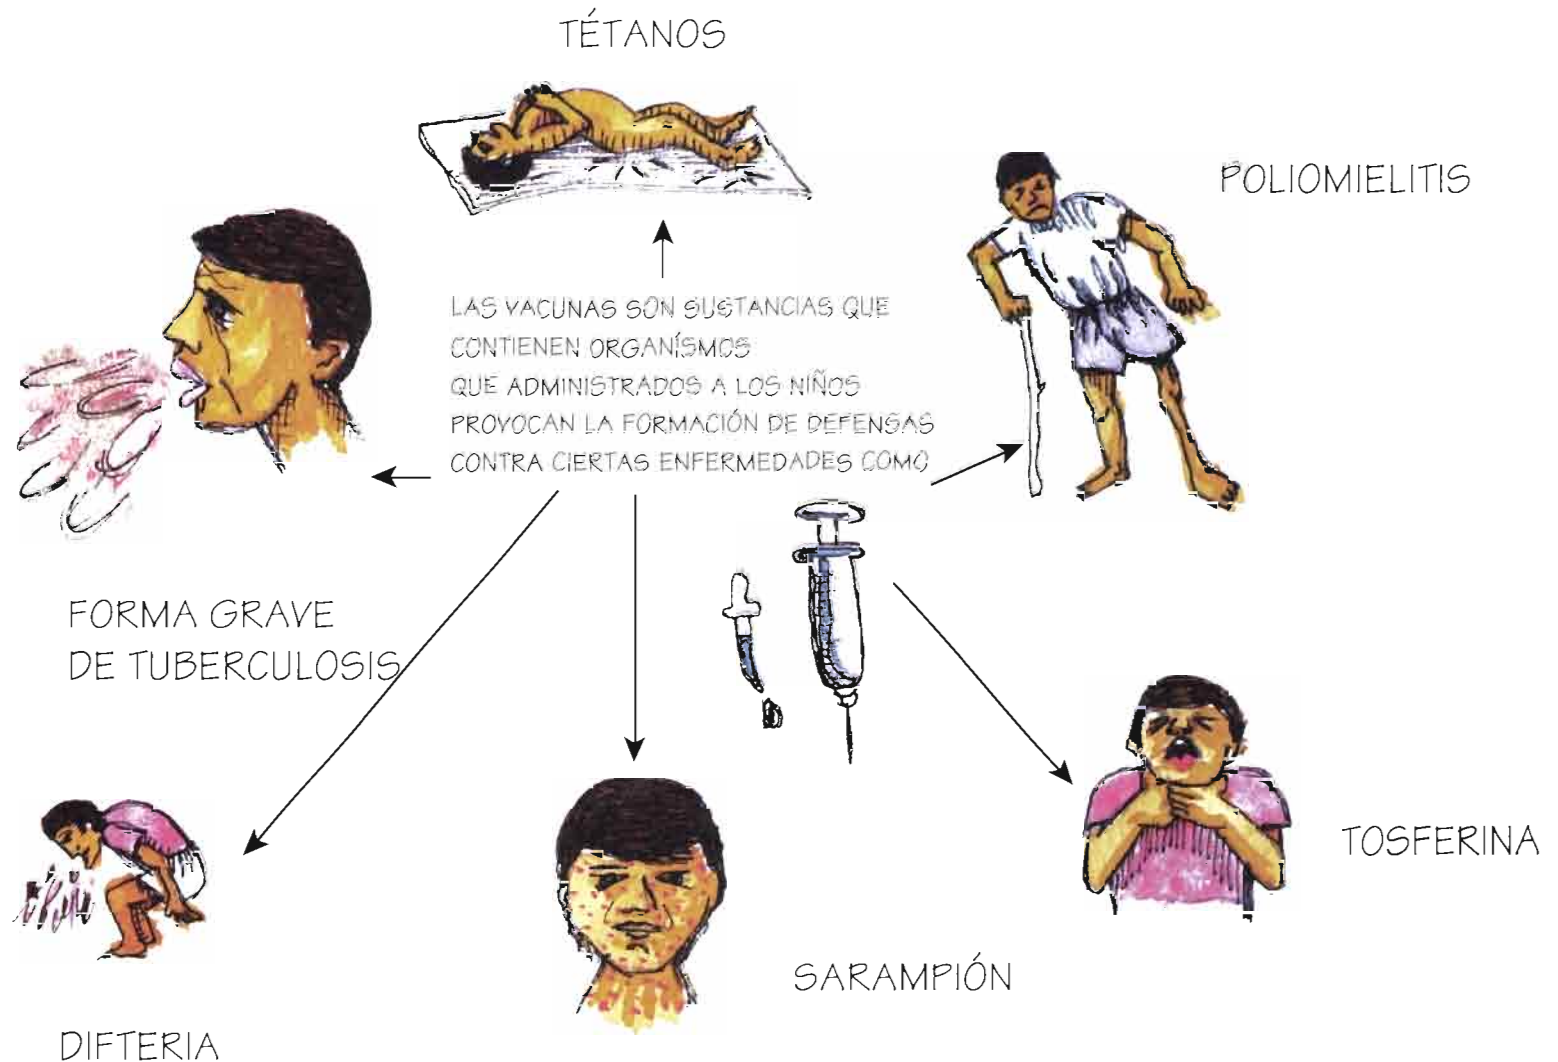 TÉTANOS
POLIOMIELITIS
LAS VACUNAS SON SUSTANCIAS QUE
CONTIENEN ORGANÍSMOS
QUE ADMINISTRADOS A LOS NIÑOS
PROVOCAN LA FORMACIÓN DE DEFENSAS
CONTRA CIERTAS ENFERMEDADES COMO
FORMA GRAVE
DE TUBERCULOSIS
TOSFERINA
SARAMPIÓN
DIFTERIA